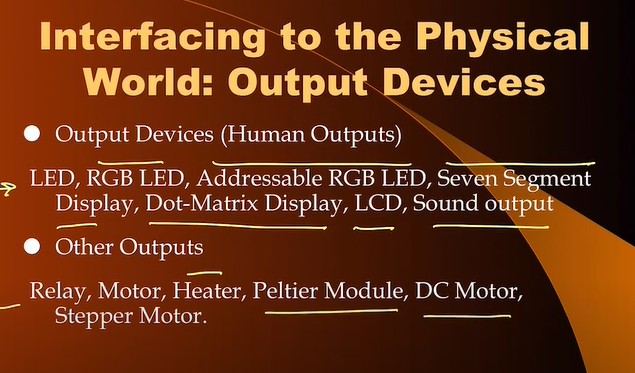 Interfacing to the Physical
World: Output Devices
Output Devices (Human Outputs)
LED, RGB LED, Addressable RGB LED, Seven Segment
Display, Dot-Matrix Display, LCD, Sound output
Other Outputs
Relay, Motor, Heater, Peltier Module, DC Motor,
Stepper Motor.